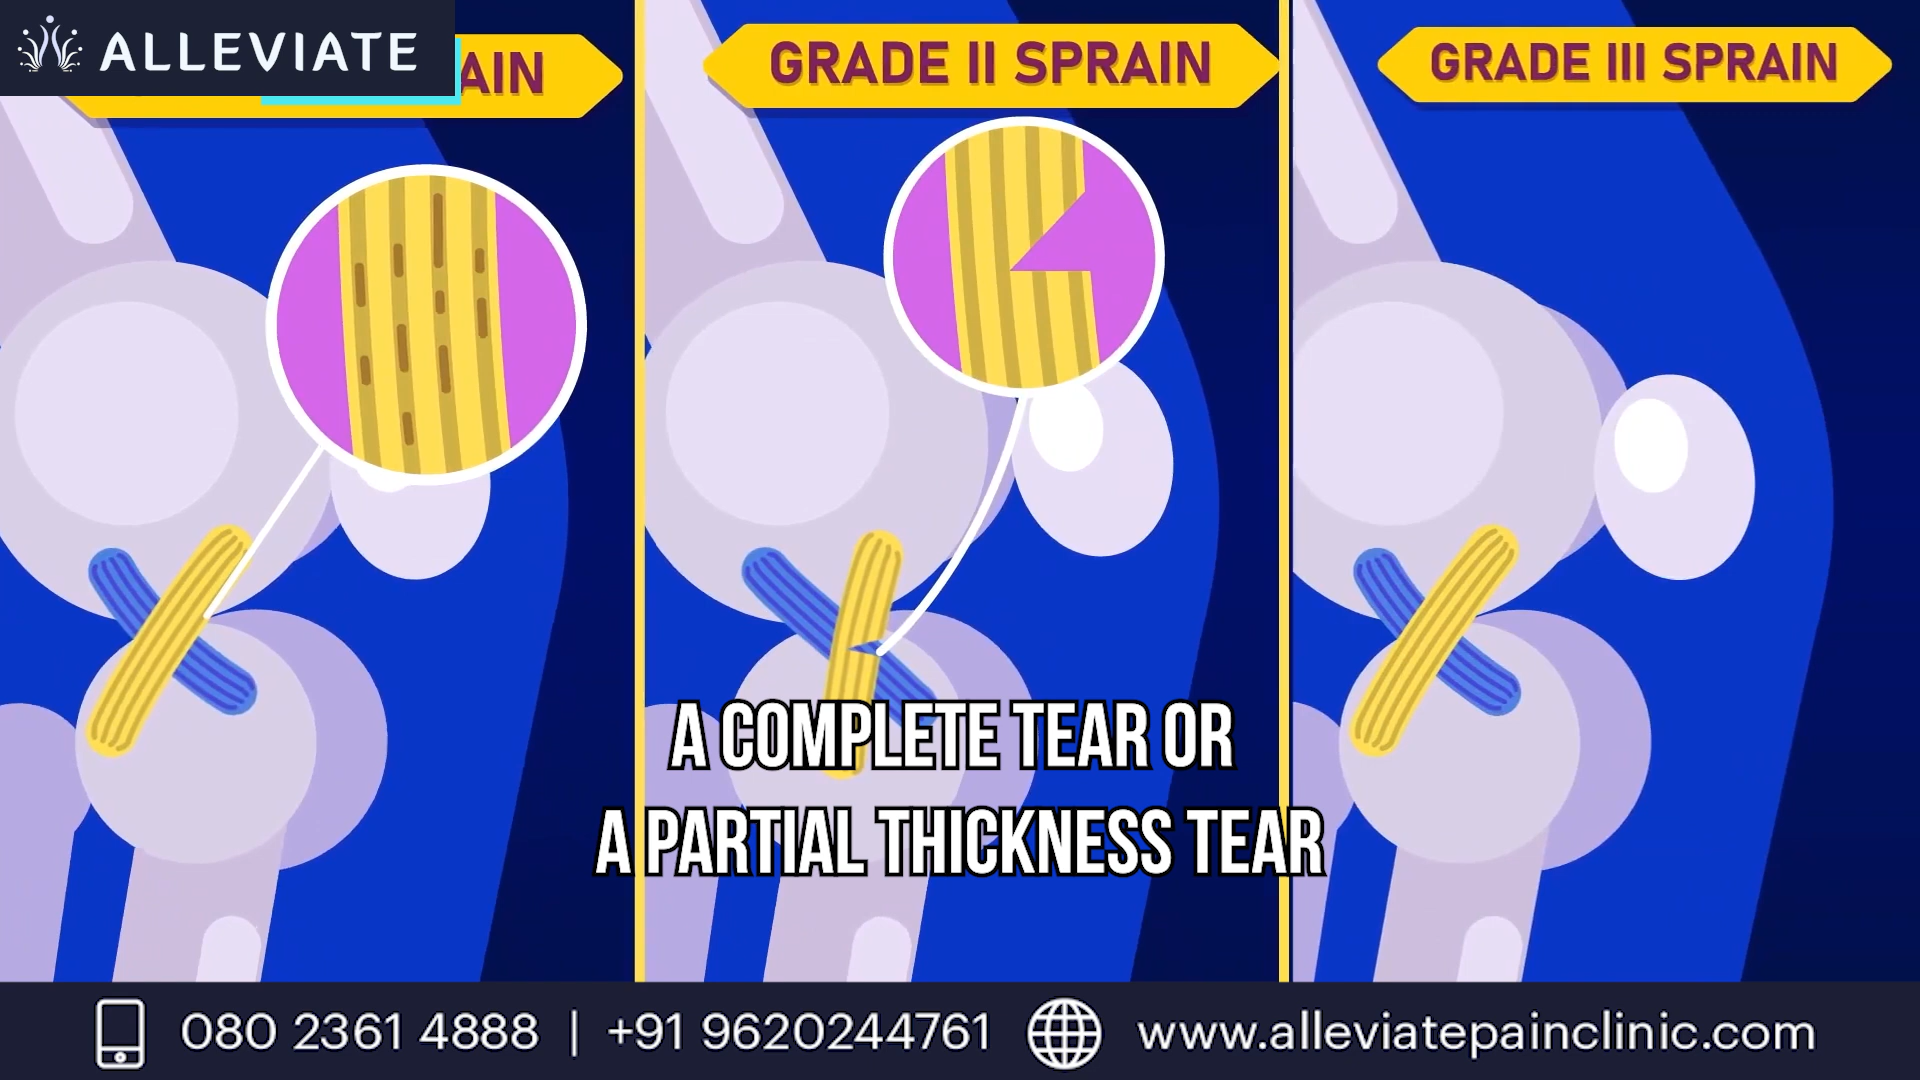 ALLEVIATE
AIN
GRADE II SPRAIN
GRADE III SPRAIN
A COMPLETE TEAR OR
A PARTIAL THICKNESS TEAR
080 2361 4888 | +91 9620244761
www.alleviatepainclinic.com